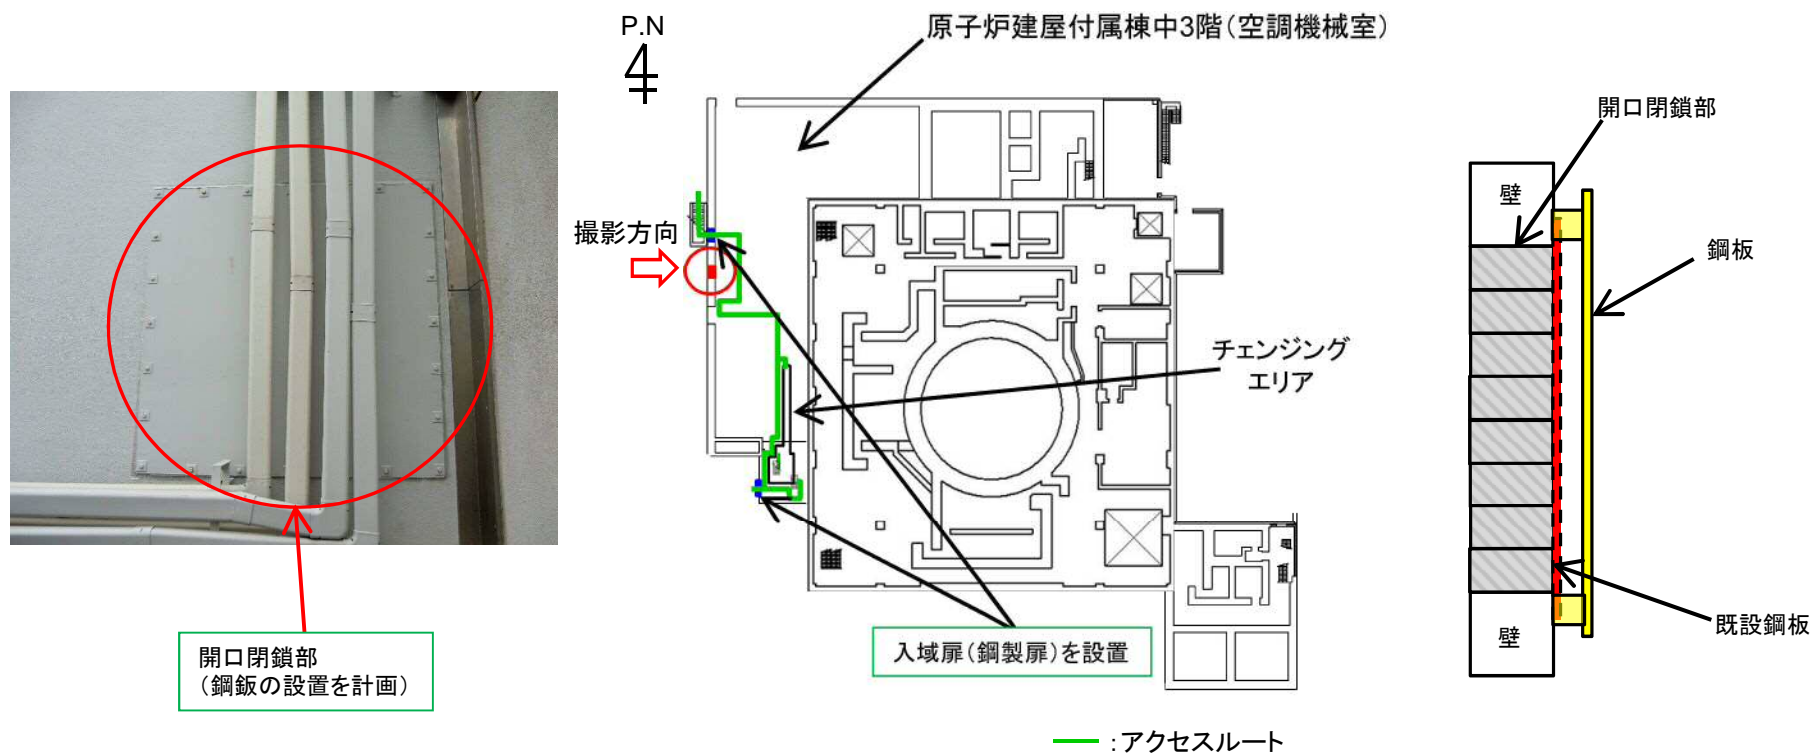 P.N
原子炉建屋付属棟中3階（空調機械室）
開口閉鎖部
壁
鋼板
撮影方向
チェンジング
エリア
既設鋼板
壁
入域扉（鋼製扉）を設置
開口閉鎖部
（鋼鈑の設置を計画）
：アクセスルート